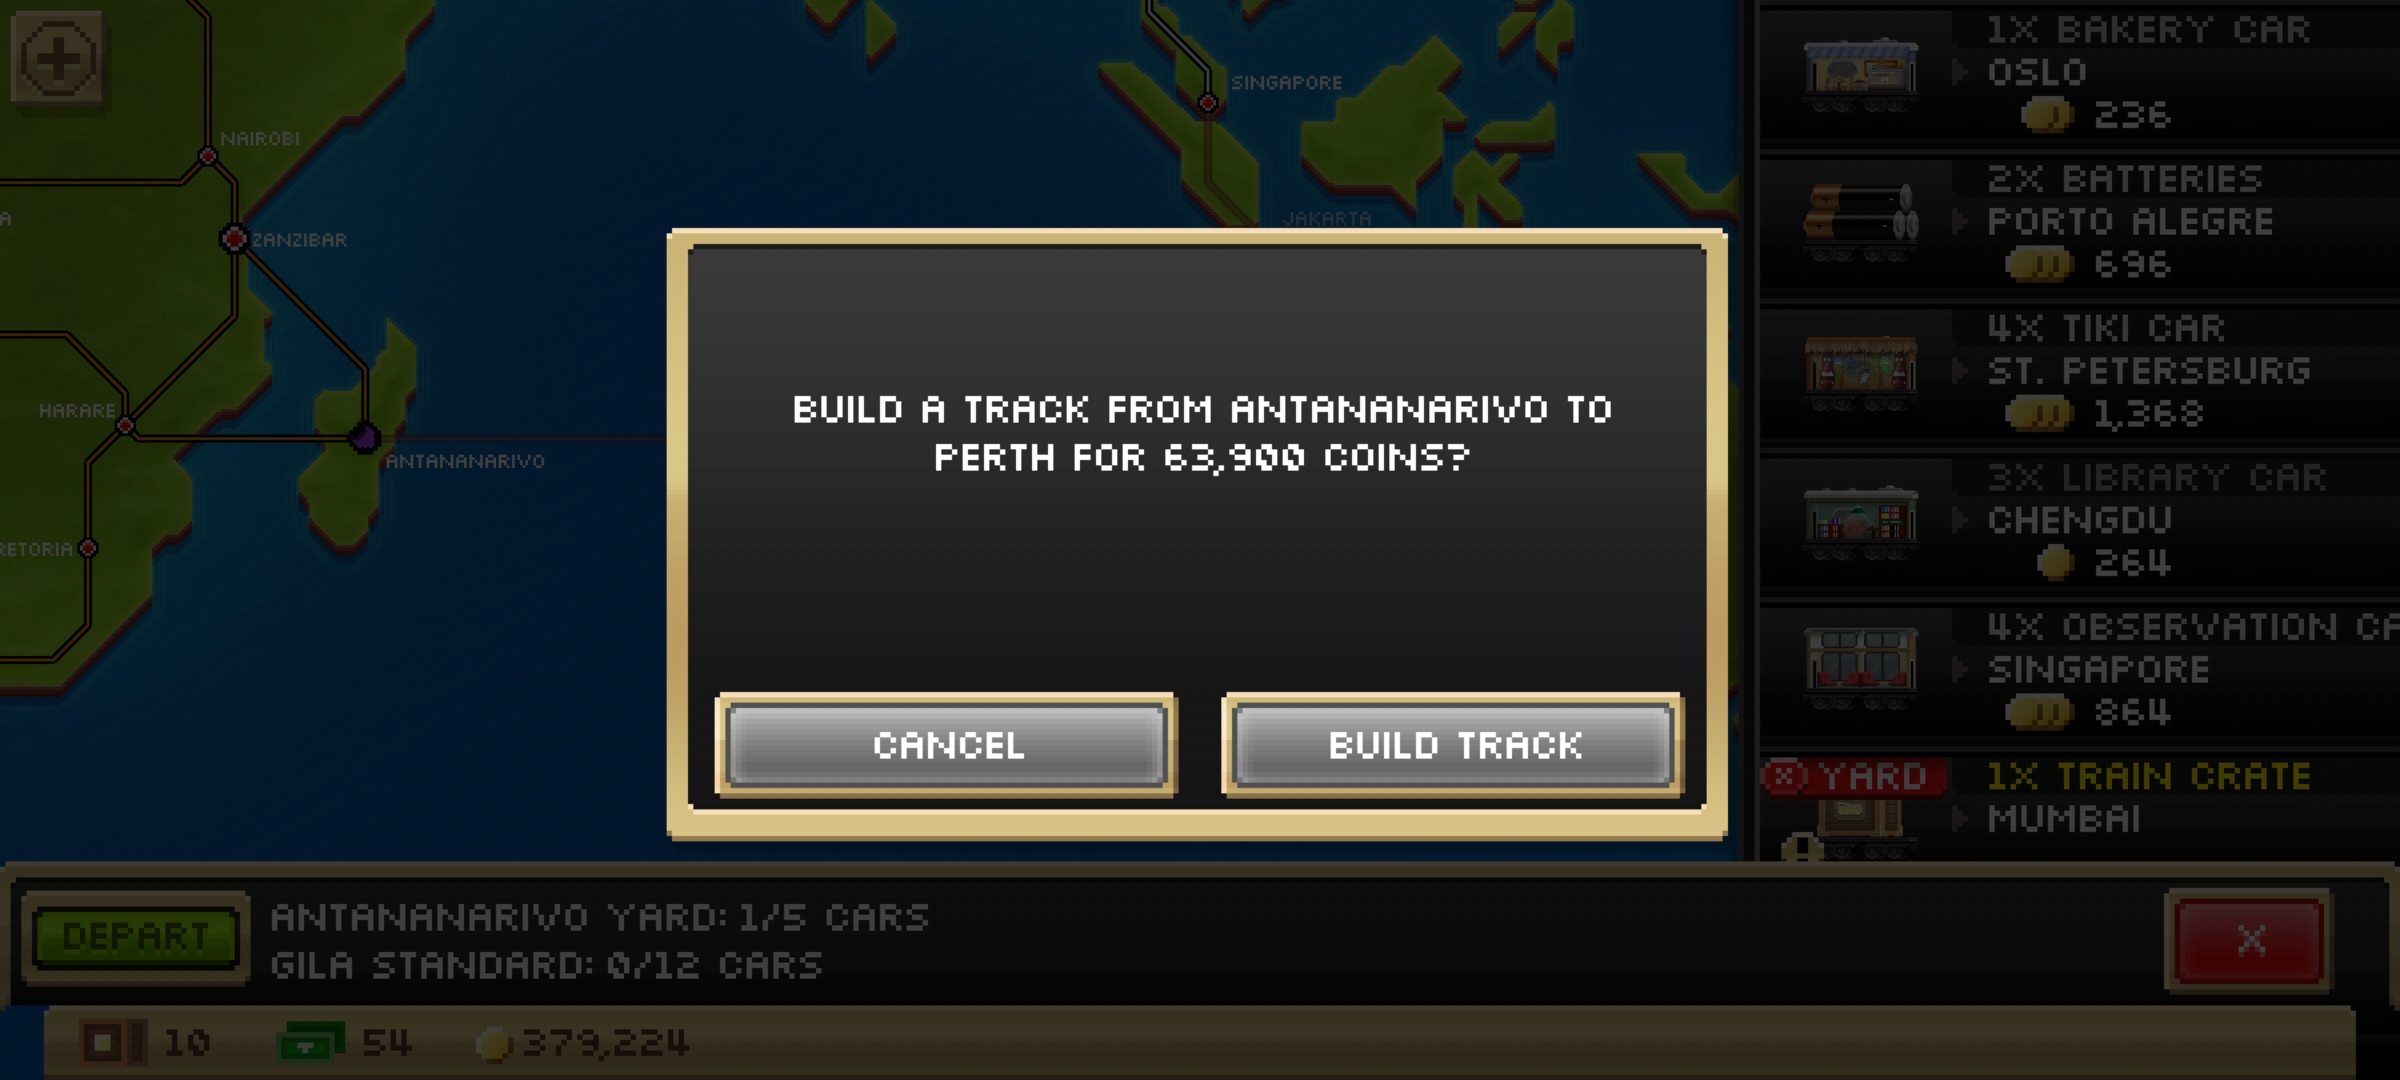 1X BAKERY CAR
OSLO
236
SINGAPORE
NAIROBI
2X BATTERIES
PORTO ALEGRE
696
A
JAKARTA
ZANZIBAR
BUILD A TRACK FROM ANTANANARIVO TO
PERTH FOR 63,900 COINS?
4X TIKI CAR
ST. PETERSBURG
1,368
HARARE
ANTANANARIVO
3X LIBRARY CAR
CHENGDU
264
RETORIA
4X OBSERVATION CA
SINGAPORE
864
CANCEL
BUILD TRACK
YARD
1X TRAIN CRATE
MUMBAI
DEPART
ANTANANARIVO YARD: 1/5 CARS
GILA STANDARD: 0/12 CARS
X
10
54
379,224